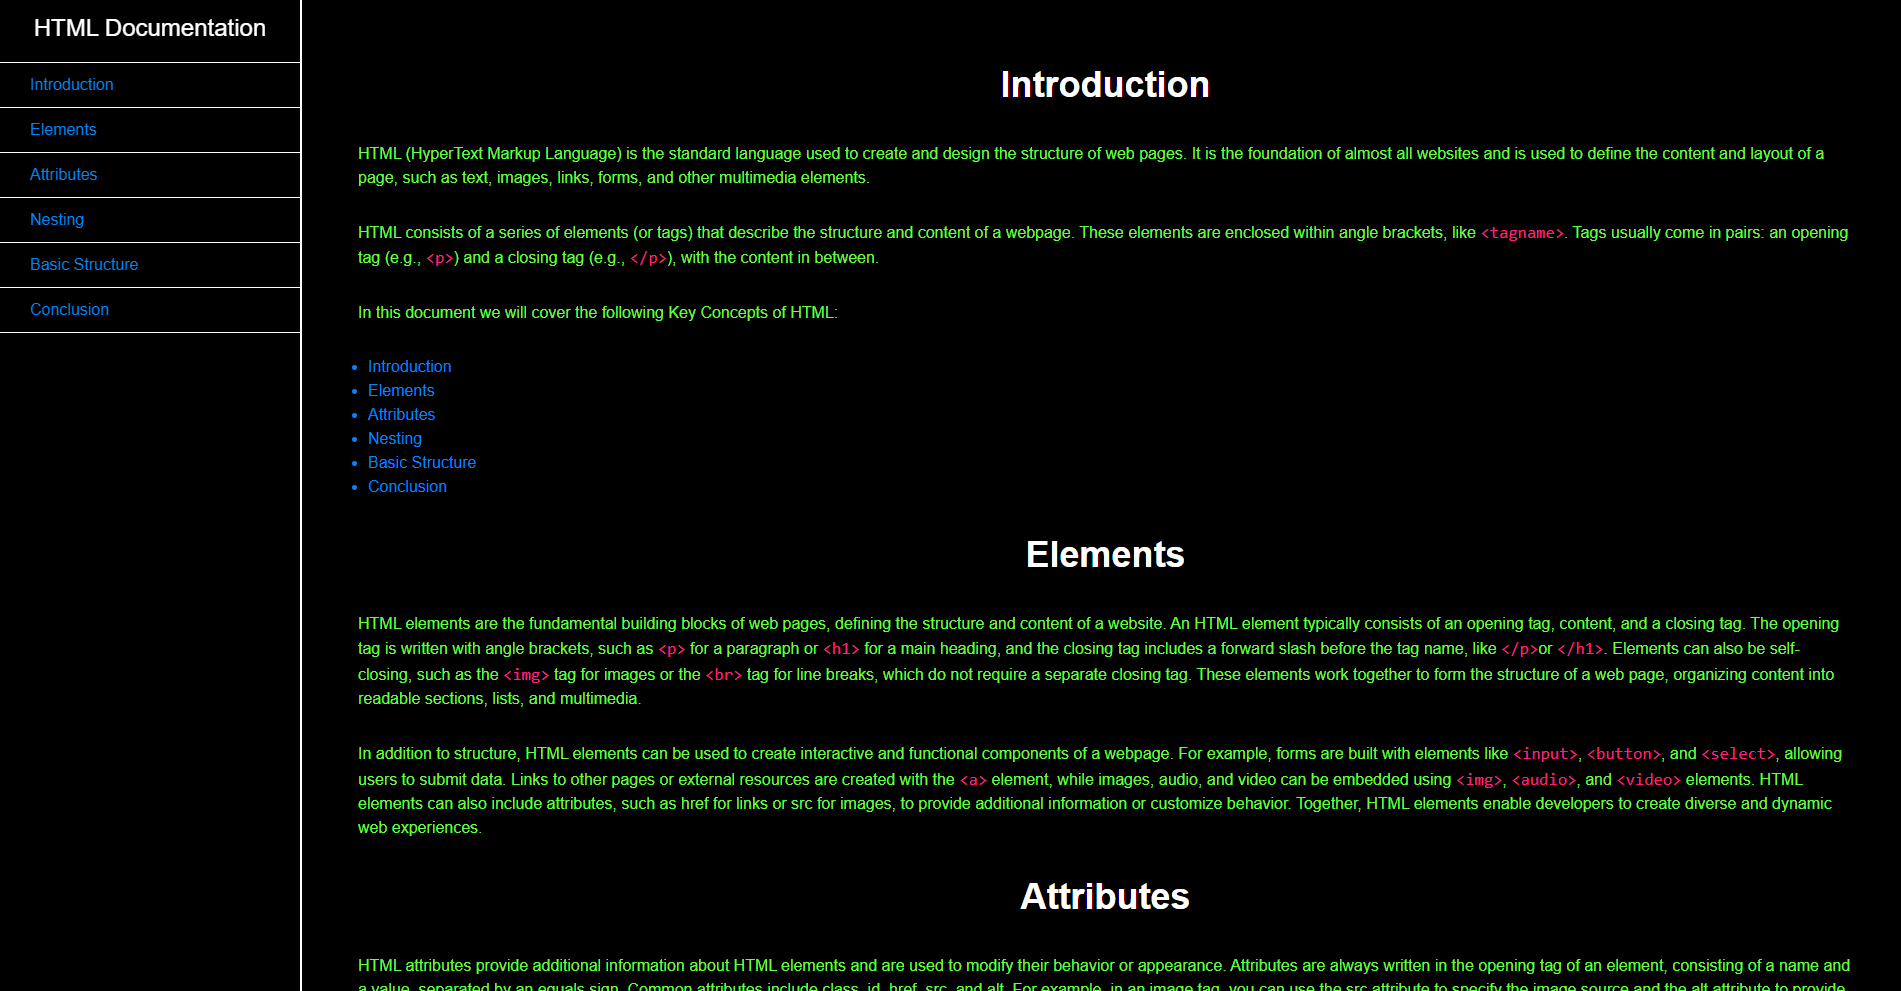 HTML Documentation
Introduction
Elements
Attributes
Nesting
Basic Structure
Conclusion
Introduction
HTML (HyperText Markup Language) is the standard language used to create and design the structure of web pages. It is the foundation of almost all websites and is used to define the content and layout of a
page, such as text, images, links, forms, and other multimedia elements.
HTML consists of a series of elements (or tags) that describe the structure and content of a webpage. These elements are enclosed within angle brackets, like <tagname>. Tags usually come in pairs: an opening
tag (e.g., <p>) and a closing tag (e.g., </p>), with the content in between.
In this document we will cover the following Key Concepts of HTML:
• Introduction
• Elements
• Attributes
• Nesting
• Basic Structure
• Conclusion
Elements
HTML elements are the fundamental building blocks of web pages, defining the structure and content of a website. An HTML element typically consists of an opening tag, content, and a closing tag. The opening
tag is written with angle brackets, such as <p> for a paragraph or <h1> for a main heading, and the closing tag includes a forward slash before the tag name, like </p>or </h1>. Elements can also be self-
closing, such as the <img> tag for images or the <br> tag for line breaks, which do not require a separate closing tag. These elements work together to form the structure of a web page, organizing content into
readable sections, lists, and multimedia.
In addition to structure, HTML elements can be used to create interactive and functional components of a webpage. For example, forms are built with elements like <input>, <button>, and <select>, allowing
users to submit data. Links to other pages or external resources are created with the <a> element, while images, audio, and video can be embedded using <img>, <audio>, and <video> elements. HTML
elements can also include attributes, such as href for links or src for images, to provide additional information or customize behavior. Together, HTML elements enable developers to create diverse and dynamic
web experiences.
Attributes
HTML attributes provide additional information about HTML elements and are used to modify their behavior or appearance. Attributes are always written in the opening tag of an element, consisting of a name and
a value, separated by an equals sign. Common attributes include class, id, href, src, and alt. For example, in an image tag, you can use the src attribute to specify the image source and the alt attribute to provide